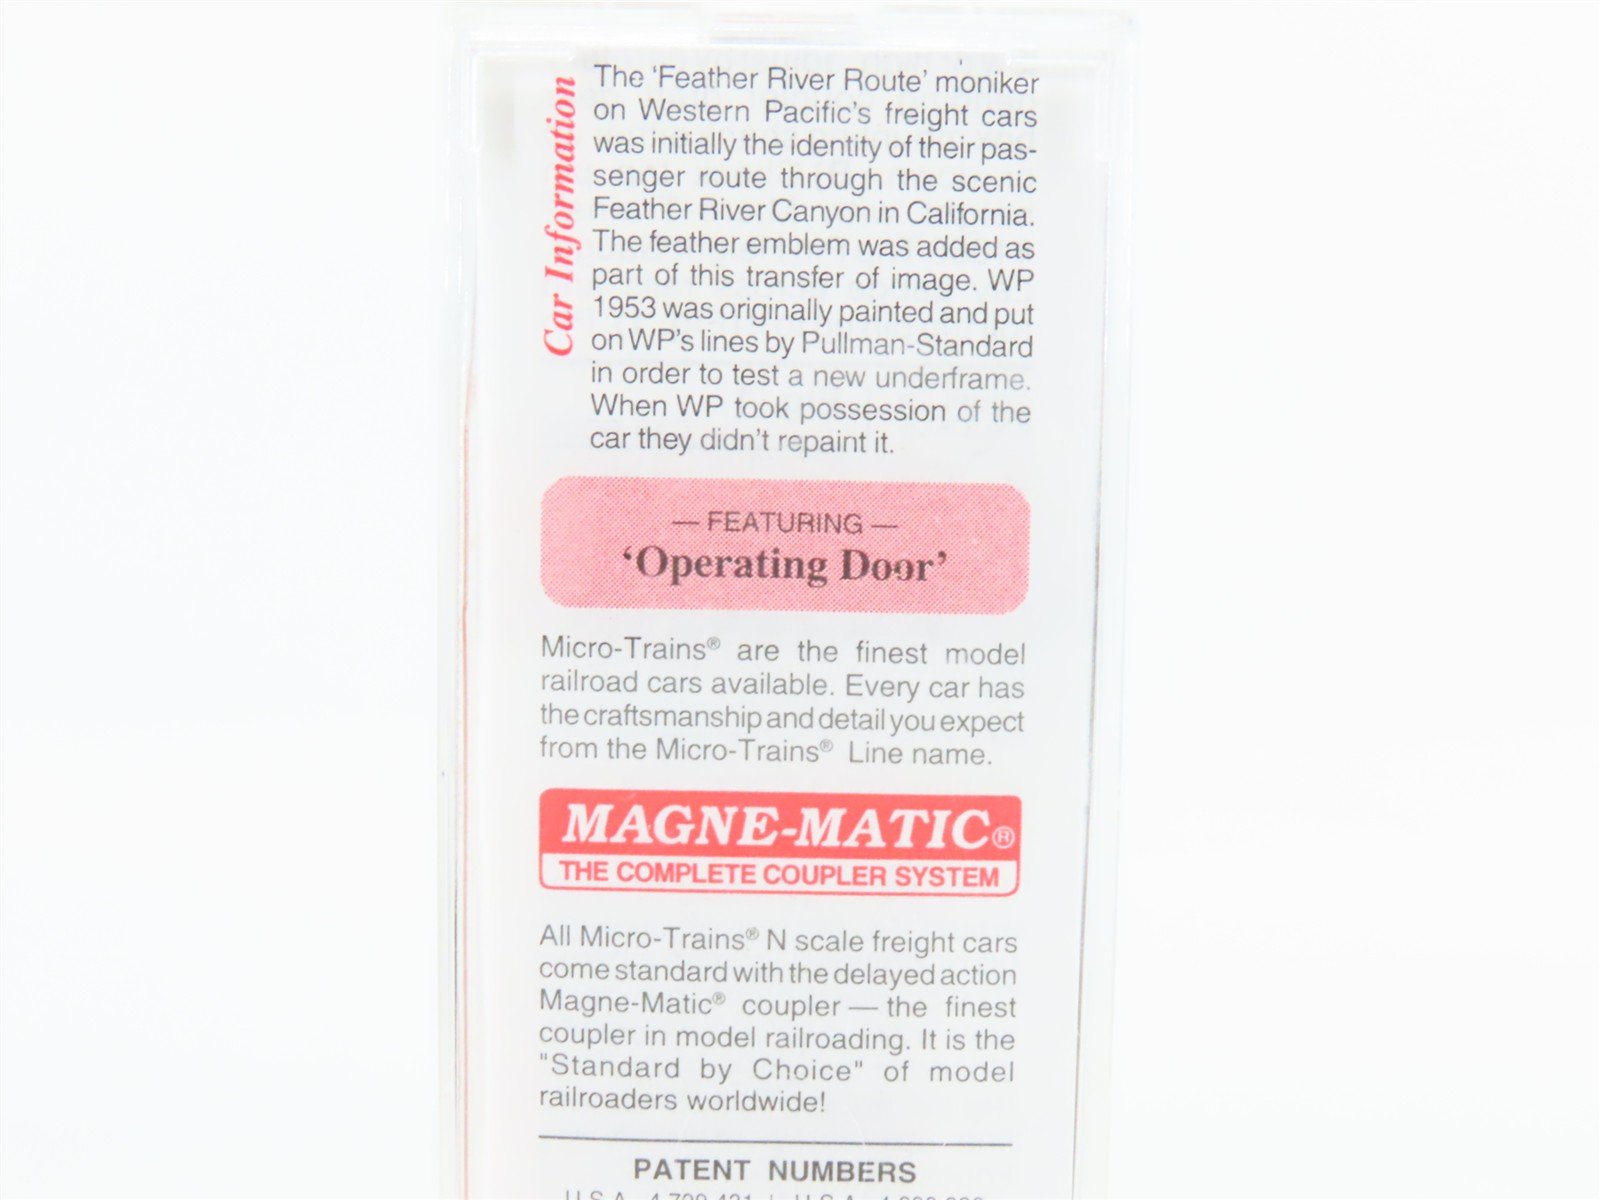 Car Information
The 'Feather River Route' moniker
on Western Pacific's freight cars
was initially the identity of their pas-
senger route through the scenic
Feather River Canyon in California.
The feather emblem was added as
part of this transfer of image. WP
1953 was originally painted and put
on WP's lines by Pullman-Standard
in order to test a new underframe.
When WP took possession of the
car they didn't repaint it.
— FEATURING —
'Operating Door'
Micro-Trains® are the finest model
railroad cars available. Every car has
the craftsmanship and detail you expect
from the Micro-Trains® Line name.
MAGNE-MATIC®
THE COMPLETE COUPLER SYSTEM
All Micro-Trains® N scale freight cars
come standard with the delayed action
Magne-Matic® coupler — the finest
coupler in model railroading. It is the
"Standard by Choice" of model
railroaders worldwide!
PATENT NUMBERS